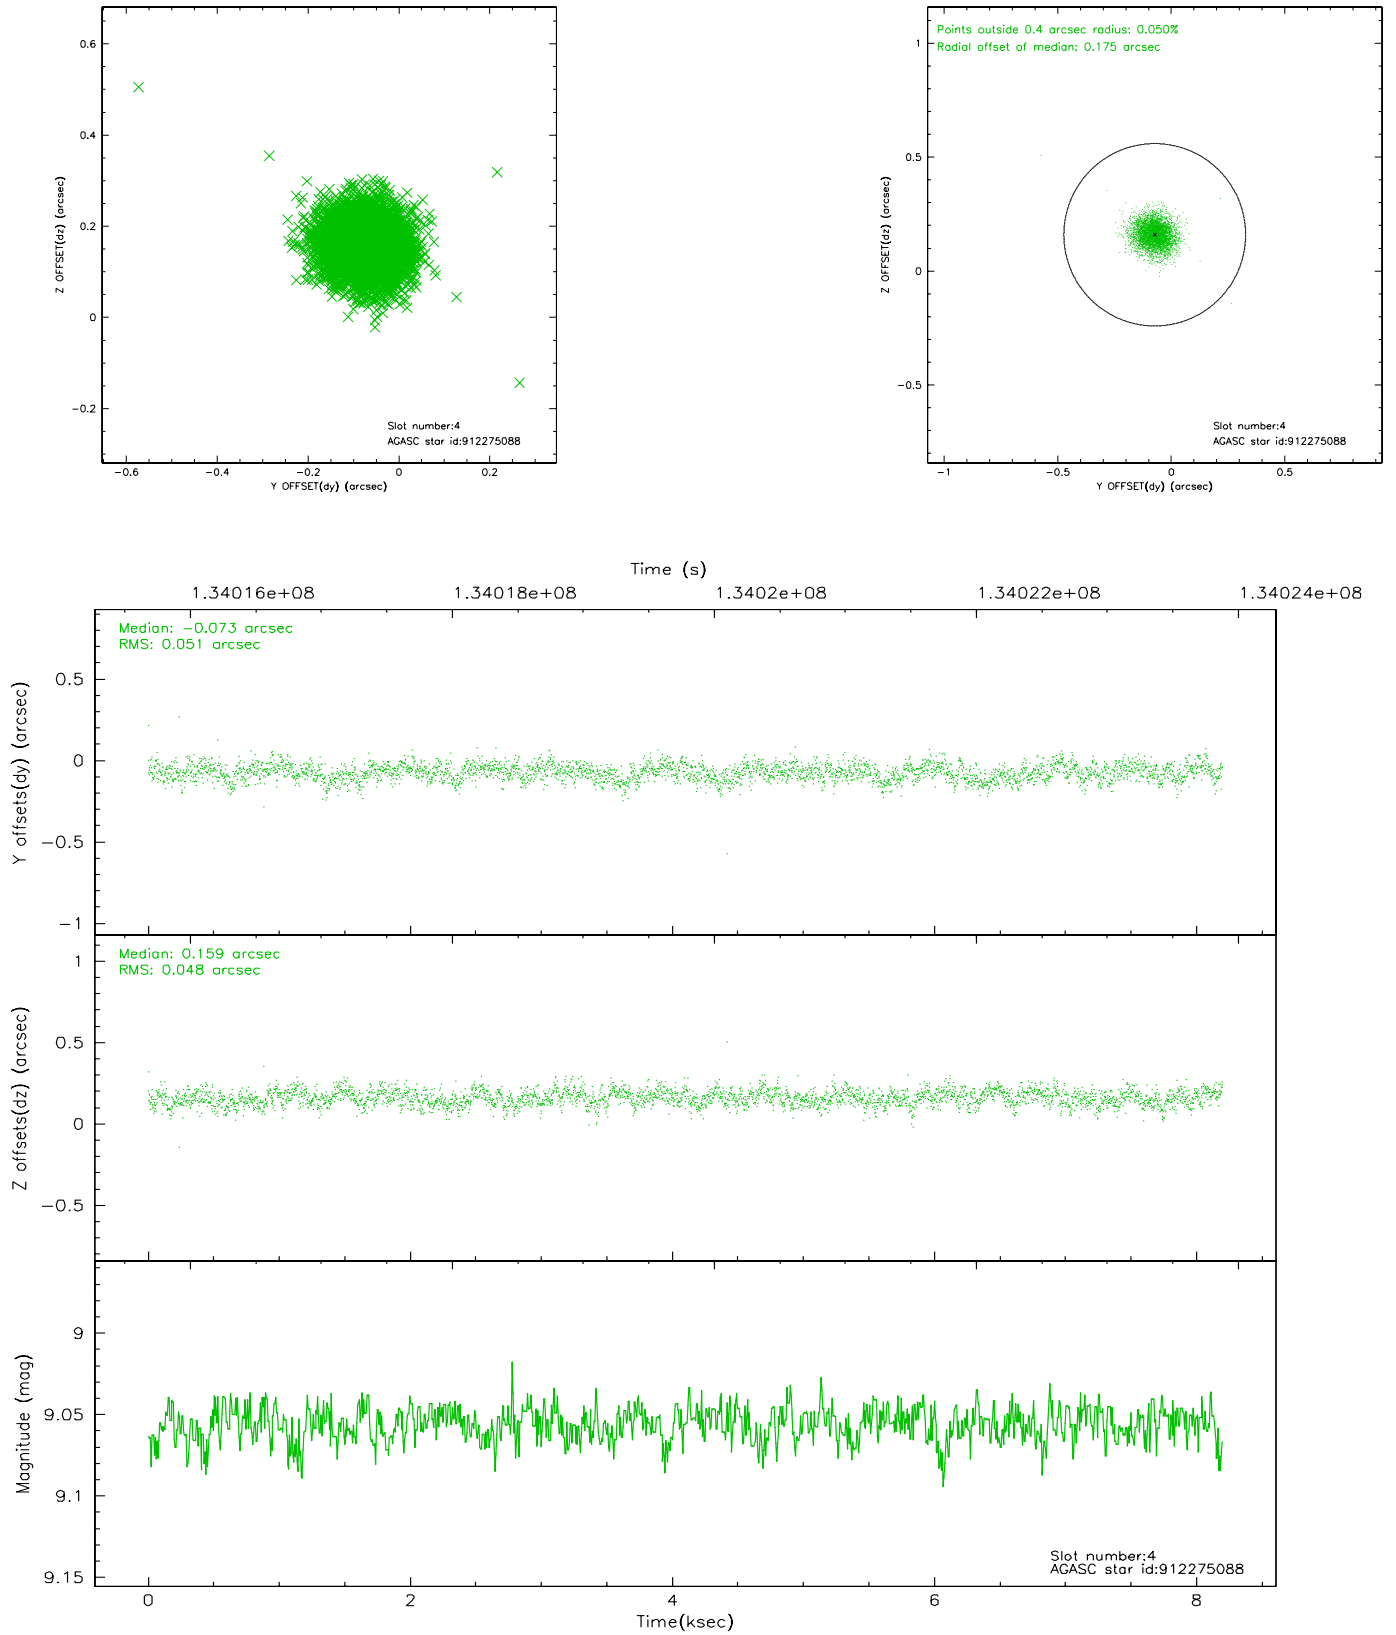 0.6
0.4
0.2
0
-0.2
-0.6
-0.4
-0.2
0
0.2
Z OFFSET(dz) (arcsec)
Y OFFSET(dy) (arcsec)
Slot number:4
AGASC star id:912275088
Points outside 0.4 arcsec radius: 0.050%
Radial offset of median: 0.175 arcsec
1
0.5
0
-0.5
-1
-0.5
0
0.5
Z OFFSET(dz) (arcsec)
Y OFFSET(dy) (arcsec)
Slot number:4
AGASC star id:912275088
Time (s)
1.34016e+08
1.34018e+08
1.3402e+08
1.34022e+08
1.34024e+08
Median: -0.073 arcsec
RMS: 0.051 arcsec
0.5
0
-0.5
-1
Y offsets(dy) (arcsec)
Median: 0.159 arcsec
RMS: 0.048 arcsec
1
0.5
0
-0.5
Z offsets(dz) (arcsec)
9
9.05
9.1
9.15
Magnitude (mag)
Slot number:4
AGASC star id:912275088
0
2
4
6
8
Time(ksec)